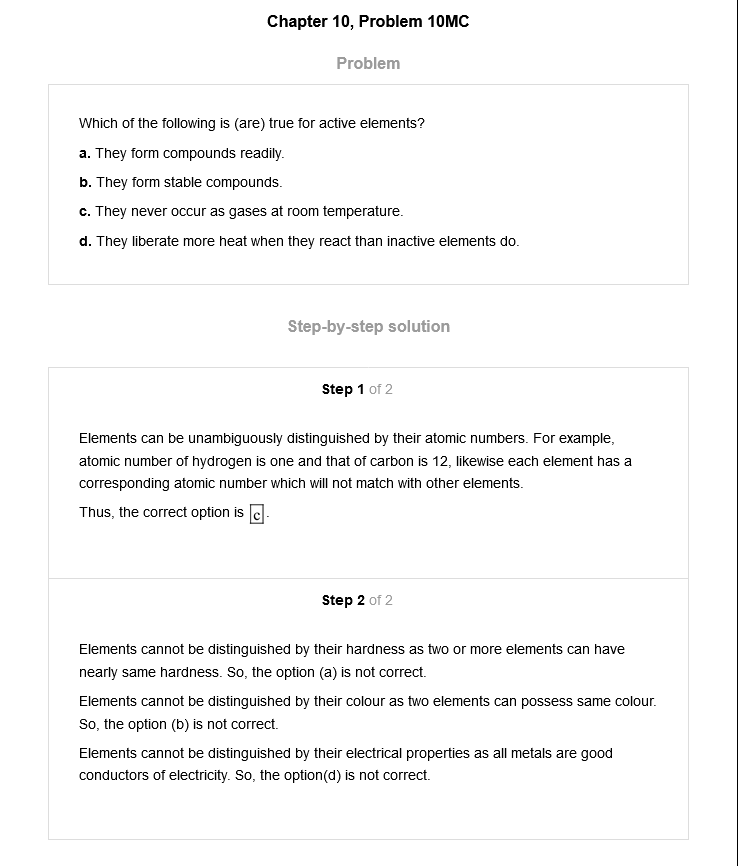 Chapter 10, Problem 10MC
Problem
Which of the following is (are) true for active elements?
a. They form compounds readily.
b. They form stable compounds.
c. They never occur as gases at room temperature.
d. They liberate more heat when they react than inactive elements do.
Step-by-step solution
Step 1 of 2
Elements can be unambiguously distinguished by their atomic numbers. For example,
atomic number of hydrogen is one and that of carbon is 12, likewise each element has a
corresponding atomic number which will not match with other elements.
Thus, the correct option is c.
Step 2 of 2
Elements cannot be distinguished by their hardness as two or more elements can have
nearly same hardness. So, the option (a) is not correct.
Elements cannot be distinguished by their colour as two elements can possess same colour.
So, the option (b) is not correct.
Elements cannot be distinguished by their electrical properties as all metals are good
conductors of electricity. So, the option(d) is not correct.